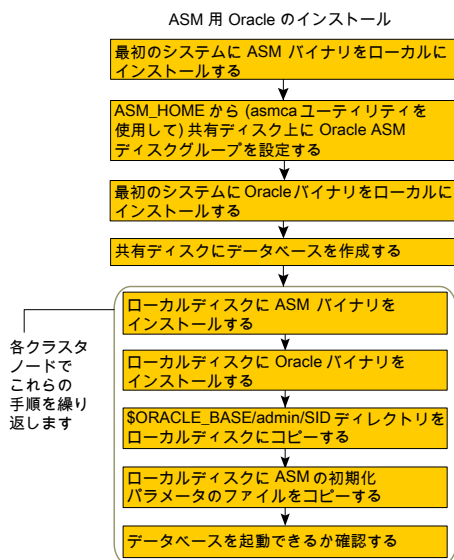 ASM 用 Oracle のインストール
最初のシステムに ASM バイナリをローカルに
インストールする
ASM_HOME から (asmca ユーティリティを
使用して) 共有ディスク上に Oracle ASM
ディスクグループを設定する
最初のシステムに Oracle バイナリをローカルに
インストールする
共有ディスクにデータベースを作成する
各クラスタ
ノードで
これらの
手順を繰り
返します
ローカルディスクに ASM バイナリを
インストールする
ローカルディスクに Oracle バイナリを
インストールする
$ORACLE_BASE/admin/SID ディレクトリを
ローカルディスクにコピーする
ローカルディスクに ASM の初期化
パラメータのファイルをコピーする
データベースを起動できるか確認する